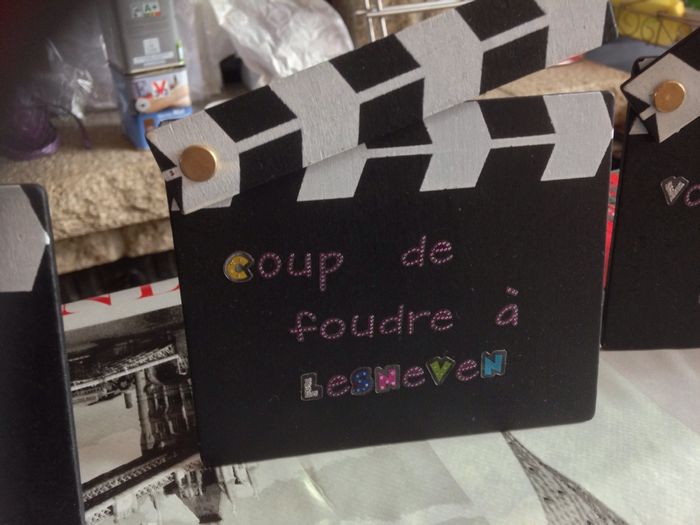 Coup de
foudre à
LeSNeVeN